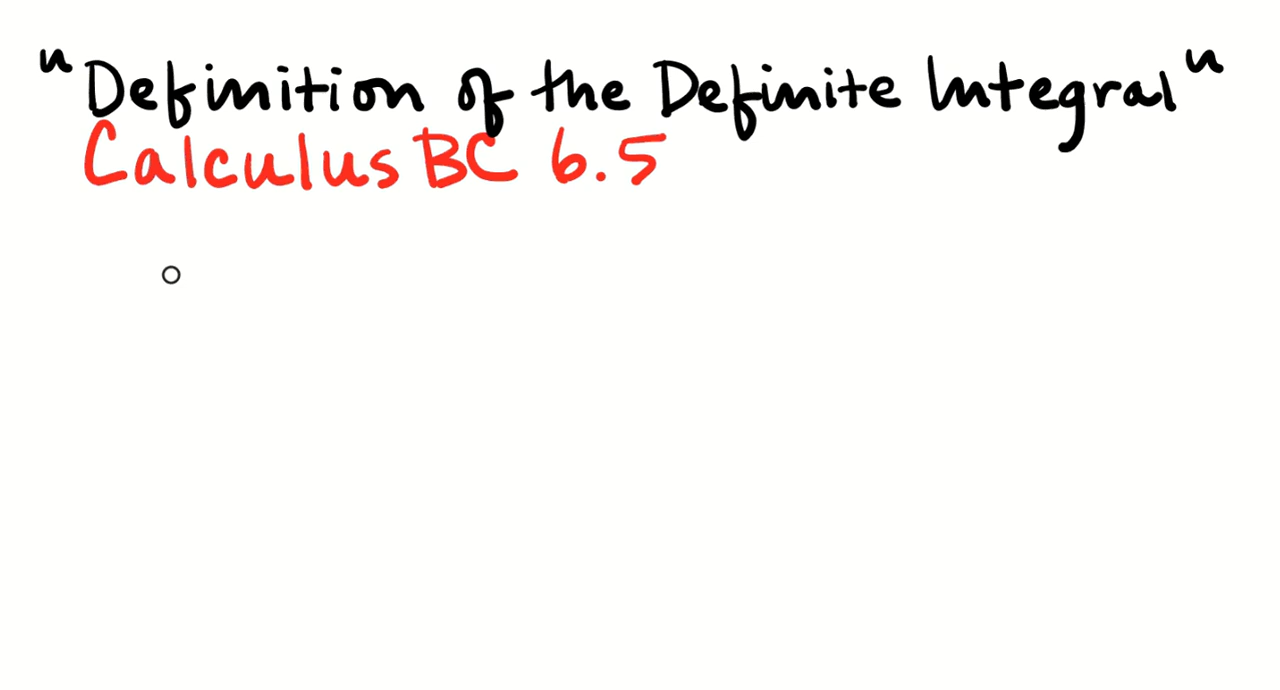 "Definition of the Definite Integral"
Calculus BC 6.5